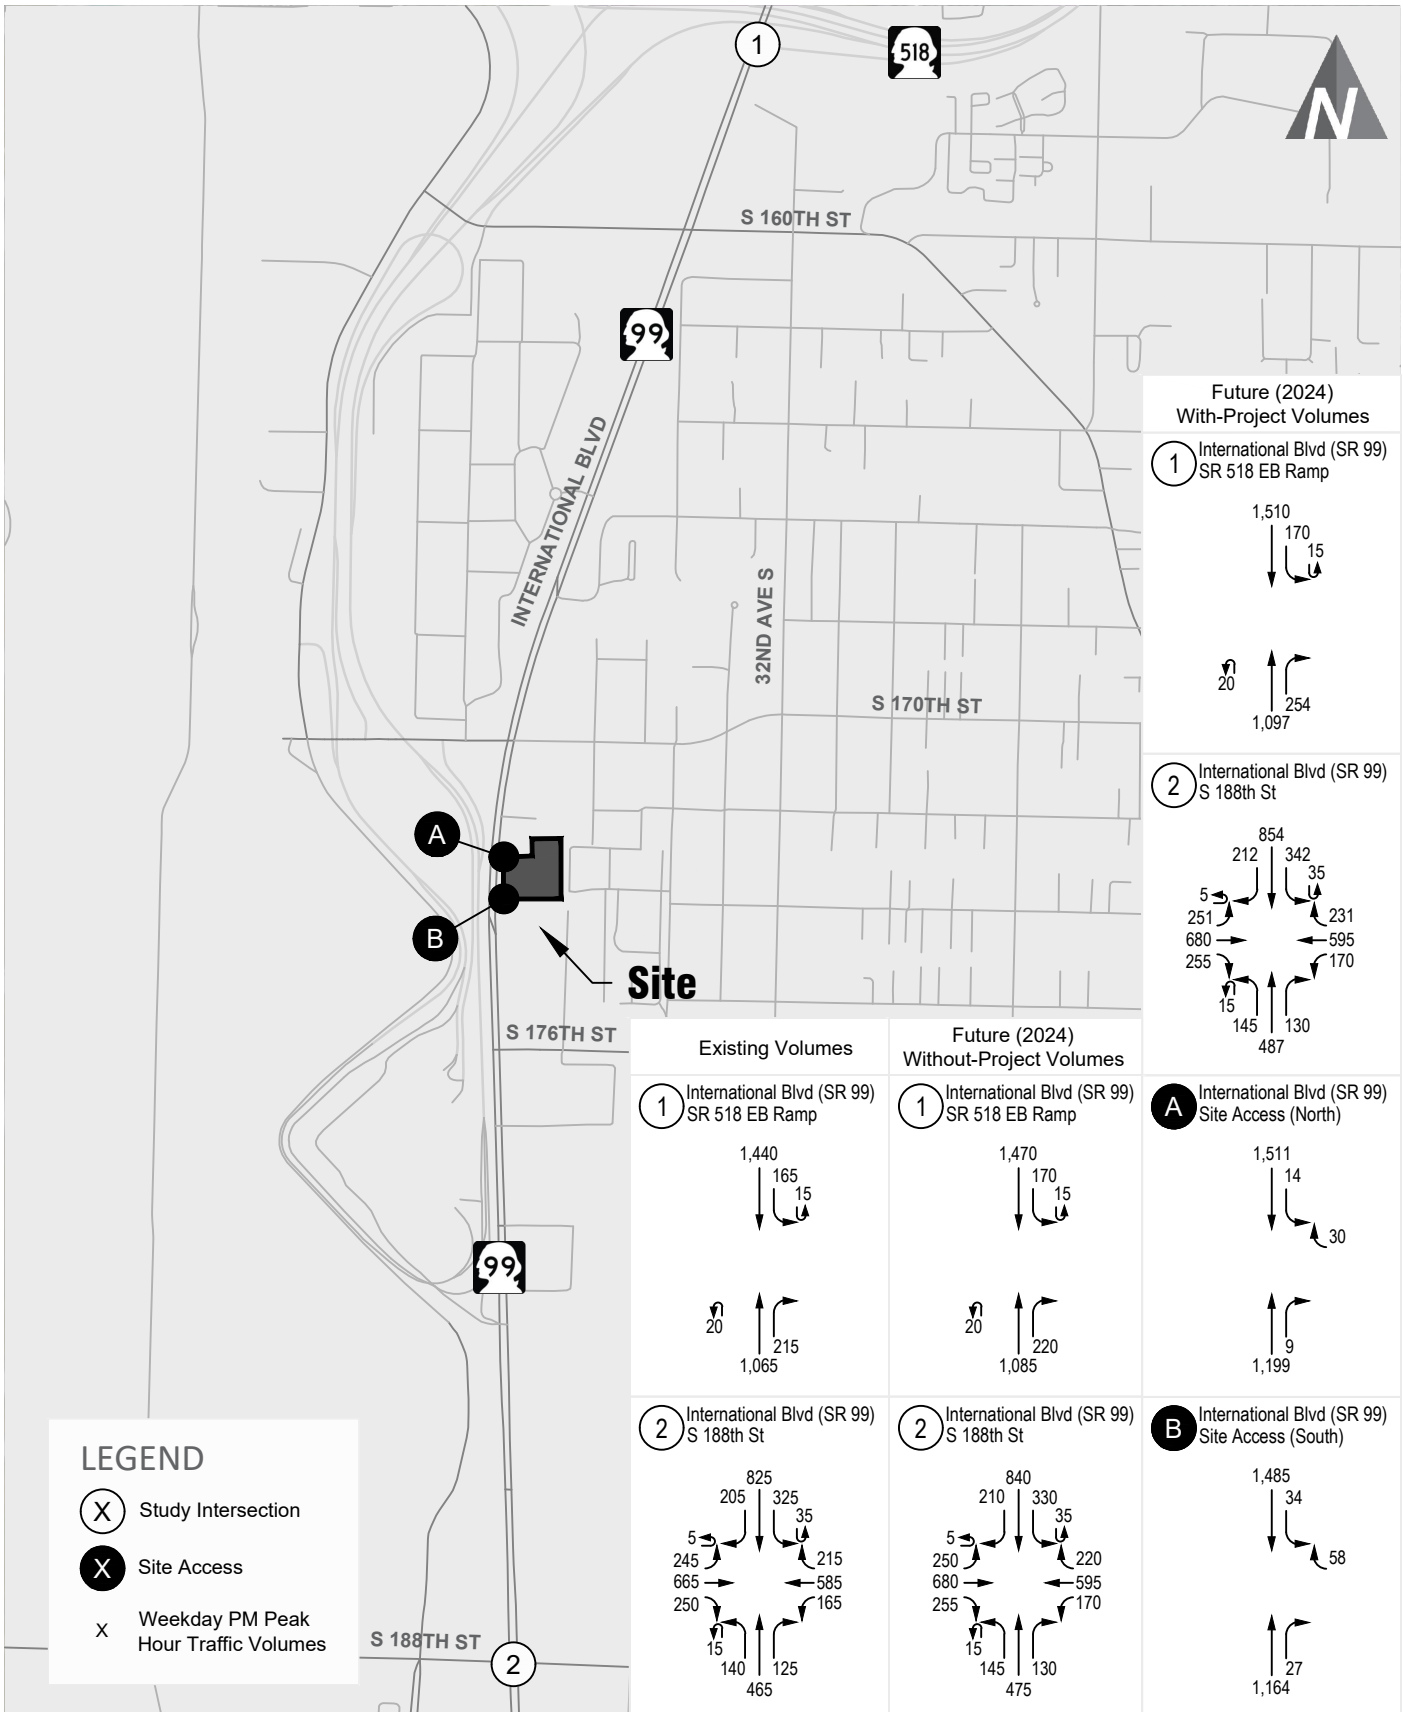 1
518
N
S 160TH ST
99
INTERNATIONAL BLVD
32ND AVE S
S 170TH ST
A
B
Site
S 176TH ST
99
S 188TH ST
2
LEGEND
X Study Intersection
X Site Access
x Weekday PM Peak
Hour Traffic Volumes
Existing Volumes
1 International Blvd (SR 99)
SR 518 EB Ramp
1,440
165
15
20
215
1,065
2 International Blvd (SR 99)
S 188th St
825
205 325
35
5
245 215
665 585
250 165
15
140 125
465
Future (2024)
Without-Project Volumes
1 International Blvd (SR 99)
SR 518 EB Ramp
1,470
170
15
20
220
1,085
2 International Blvd (SR 99)
S 188th St
840
210 330
35
5
250 220
680 595
255 170
15
145 130
475
Future (2024)
With-Project Volumes
1 International Blvd (SR 99)
SR 518 EB Ramp
1,510
170
15
20
254
1,097
2 International Blvd (SR 99)
S 188th St
854
212 342
35
5
251 231
680 595
255 170
15
145 130
487
A International Blvd (SR 99)
Site Access (North)
1,511
14
30
9
1,199
B International Blvd (SR 99)
Site Access (South)
1,485
34
58
27
1,164